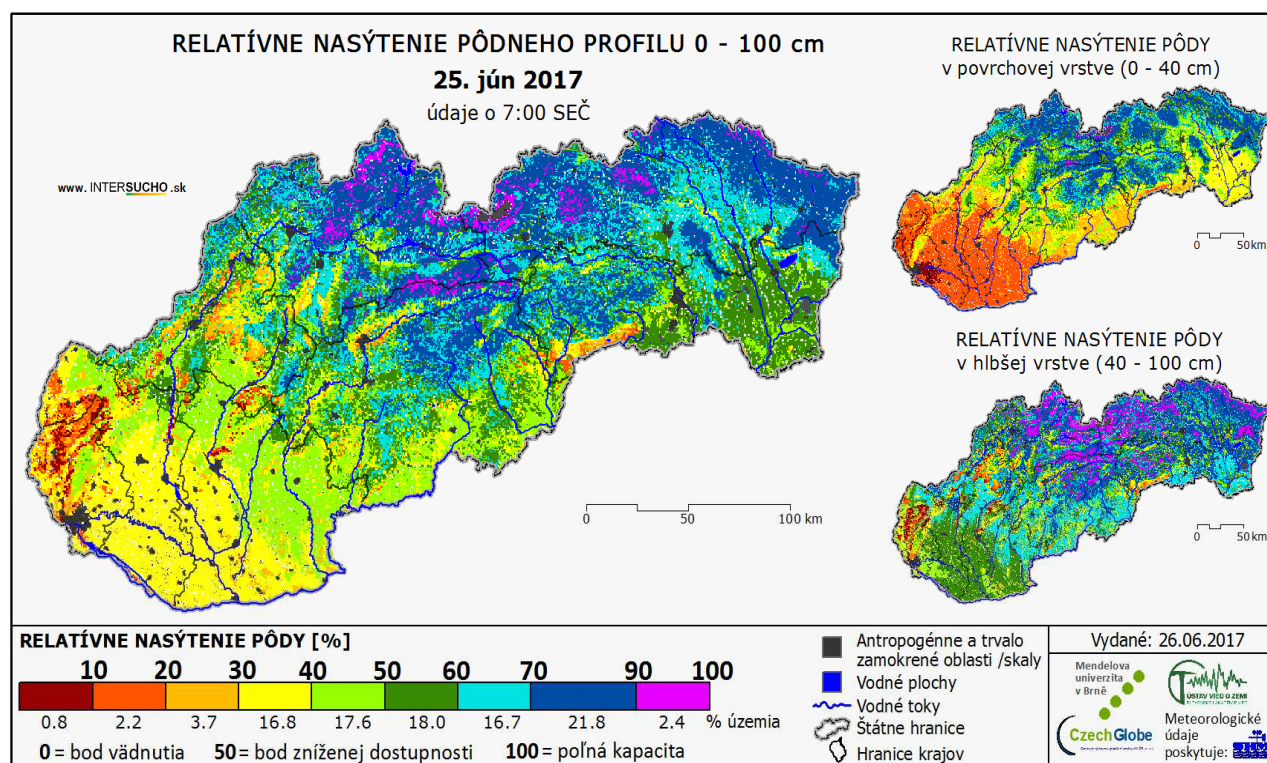 RELATÍVNE NASÝTENIE PÔDNEHO PROFILU 0 - 100 cm
25. jún 2017
údaje o 7:00 SEČ
www. INTERSUCHO .sk
0 50 100 km
RELATÍVNE NASÝTENIE PÔDY
v povrchovej vrstve (0 - 40 cm)
0 50km
RELATÍVNE NASÝTENIE PÔDY
v hlbšej vrstve (40 - 100 cm)
0 50km
RELATÍVNE NASÝTENIE PÔDY [%]
10 20 30 40 50 60 70 90 100
0.8 2.2 3.7 16.8 17.6 18.0 16.7 21.8 2.4 % územia
0 = bod vädnutia 50 = bod zníženej dostupnosti 100 = poľná kapacita
Antropogénne a trvalo
zamokrené oblasti /skaly
Vodné plochy
Vodné toky
Štátne hranice
Hranice krajov
Vydané: 26.06.2017
Mendelova
univerzita
v Brně
ÚSTAV VIED O ZEMI
CzechGlobe
Meteorologické
údaje
poskytuje:
SHMÚ